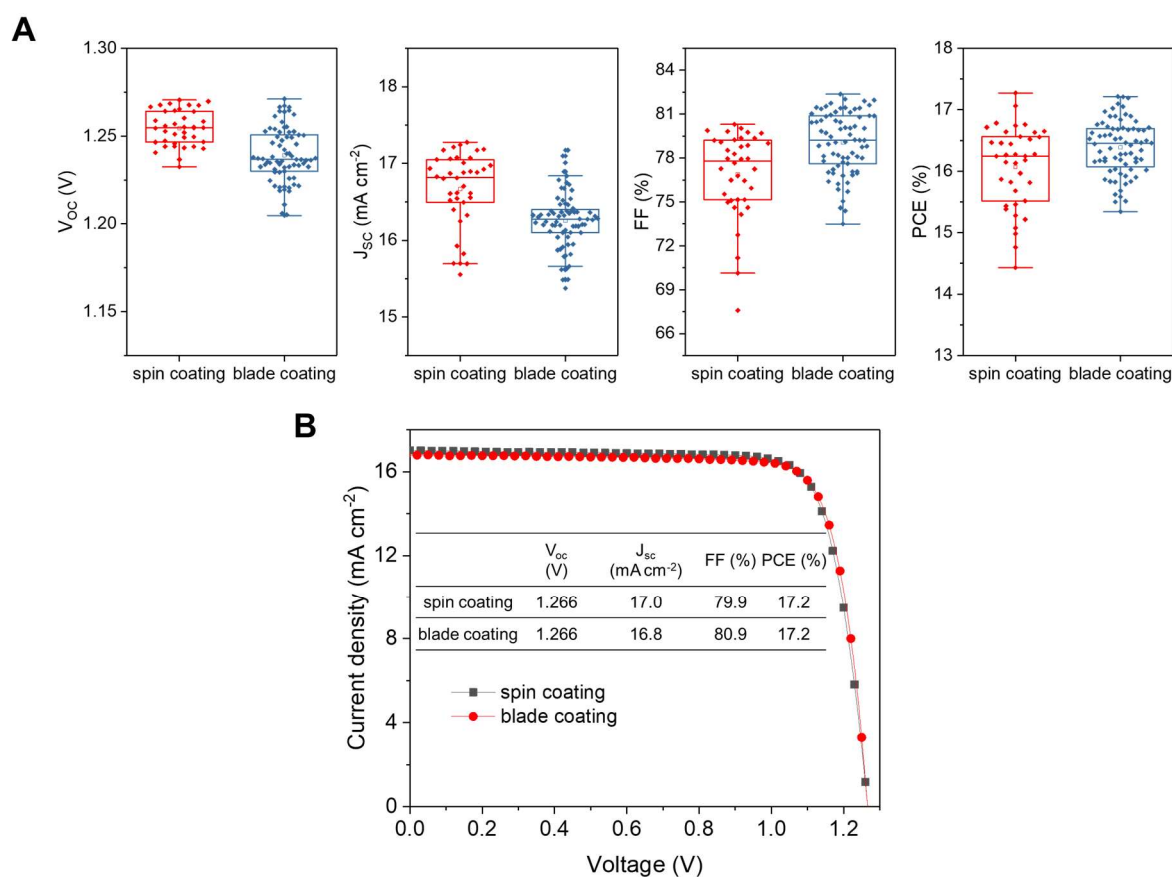 A
V_OC (V)
1.30
1.25
1.20
1.15
spin coating blade coating
J_SC (mA cm⁻²)
18
17
16
15
spin coating blade coating
FF (%)
84
81
78
75
72
69
66
spin coating blade coating
PCE (%)
18
17
16
15
14
13
spin coating blade coating
B
Current density (mA cm⁻²)
16
12
8
4
0
V_oc (V) J_sc (mA cm⁻²) FF (%) PCE (%)
spin coating 1.266 17.0 79.9 17.2
blade coating 1.266 16.8 80.9 17.2
spin coating
blade coating
0.0 0.2 0.4 0.6 0.8 1.0 1.2
Voltage (V)